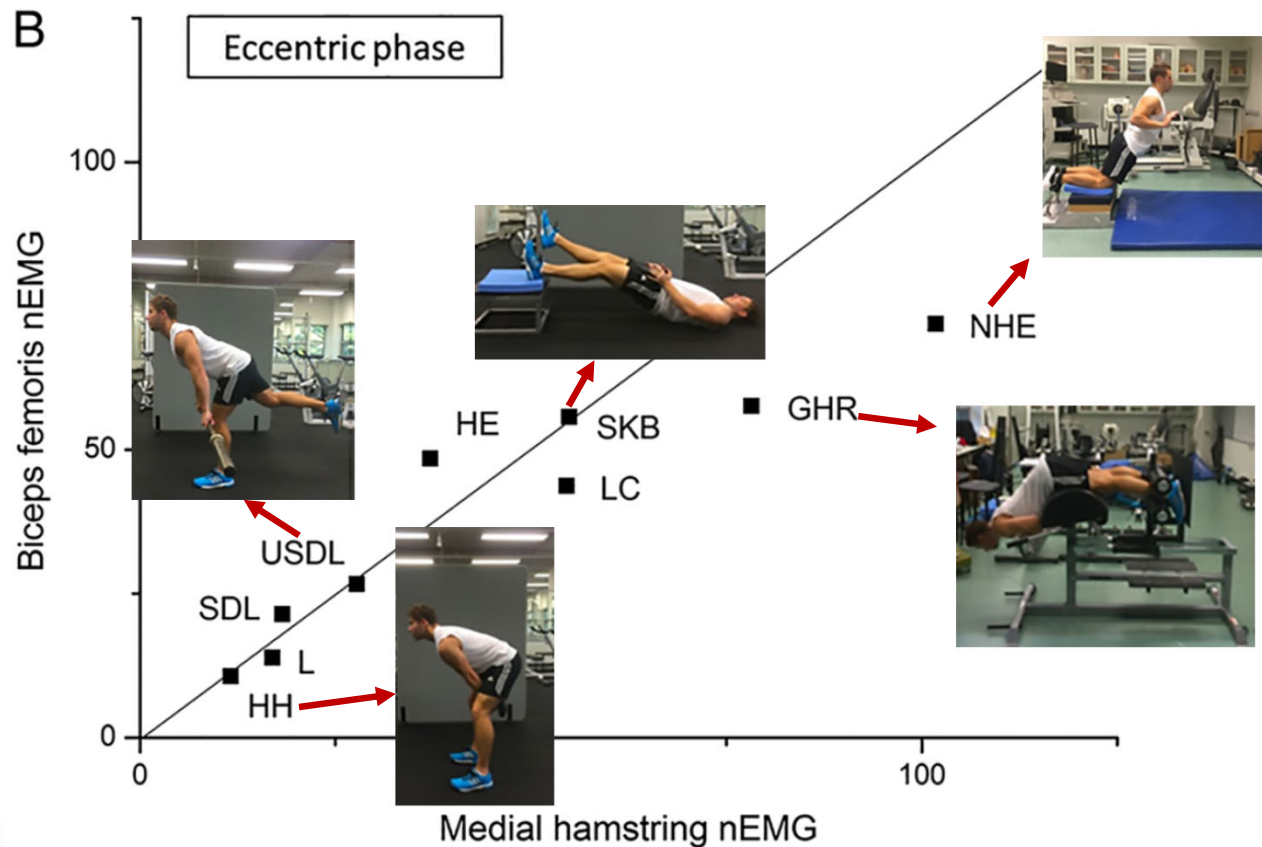 B
Eccentric phase
100
NHE
HE
SKB
GHR
50
LC
USDL
SDL
L
HH
0
0
100
Biceps femoris nEMG
Medial hamstring nEMG